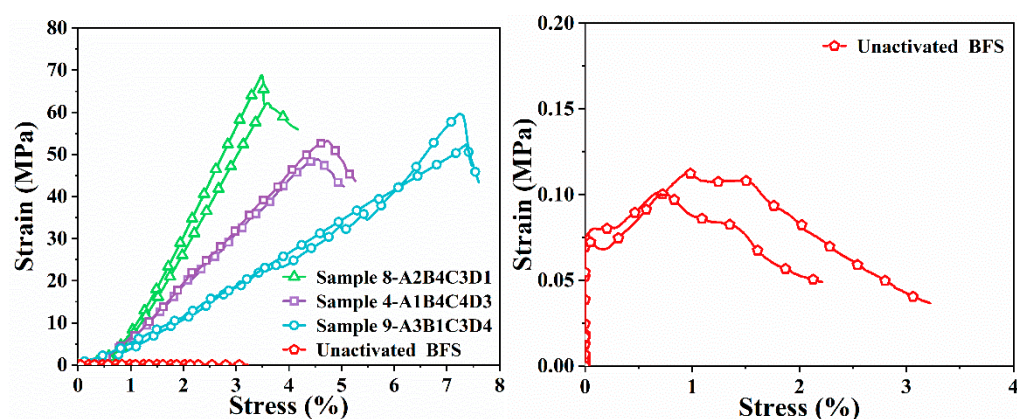 80
70
60
50
40
30
20
10
0
Strain (MPa)
Sample 8-A2B4C3D1
Sample 4-A1B4C4D3
Sample 9-A3B1C3D4
Unactivated BFS
0 1 2 3 4 5 6 7 8
Stress (%)
0.20
0.15
0.10
0.05
0.00
Strain (MPa)
Unactivated BFS
0 1 2 3 4
Stress (%)